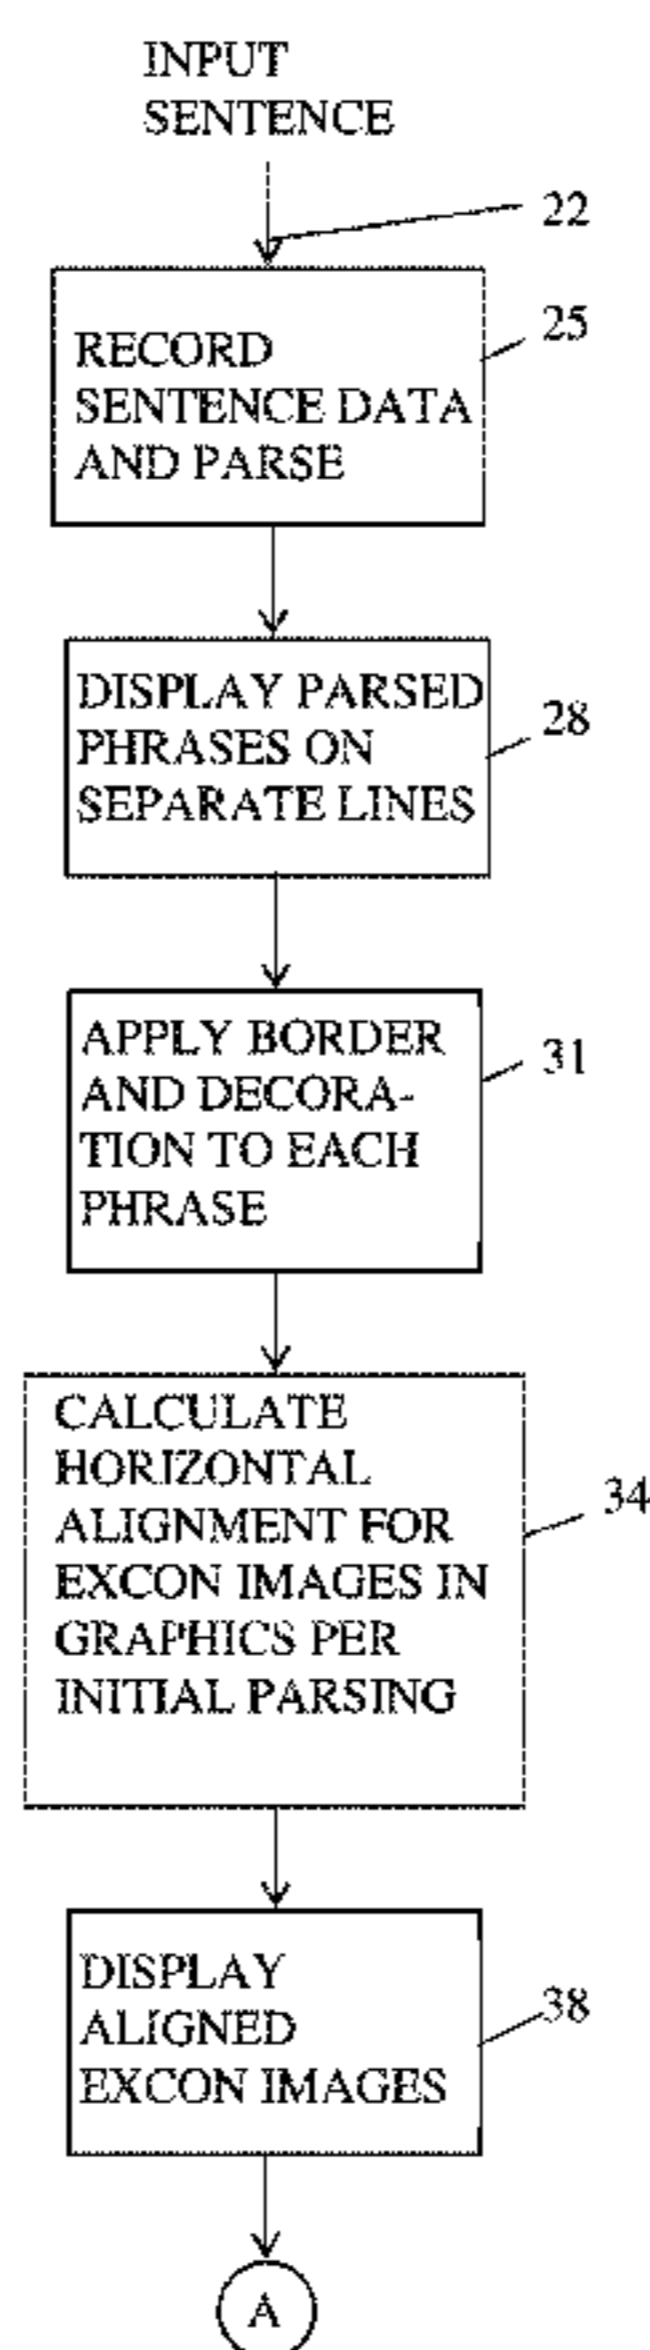 INPUT
SENTENCE
22
25
RECORD
SENTENCE DATA
AND PARSE
DISPLAY PARSED
PHRASES ON
SEPARATE LINES
28
APPLY BORDER
AND DECORA-
TION TO EACH
PHRASE
31
CALCULATE
HORIZONTAL
ALIGNMENT FOR
EXCON IMAGES IN
GRAPHICS PER
INITIAL PARSING
34
DISPLAY
ALIGNED
EXCON IMAGES
38
A